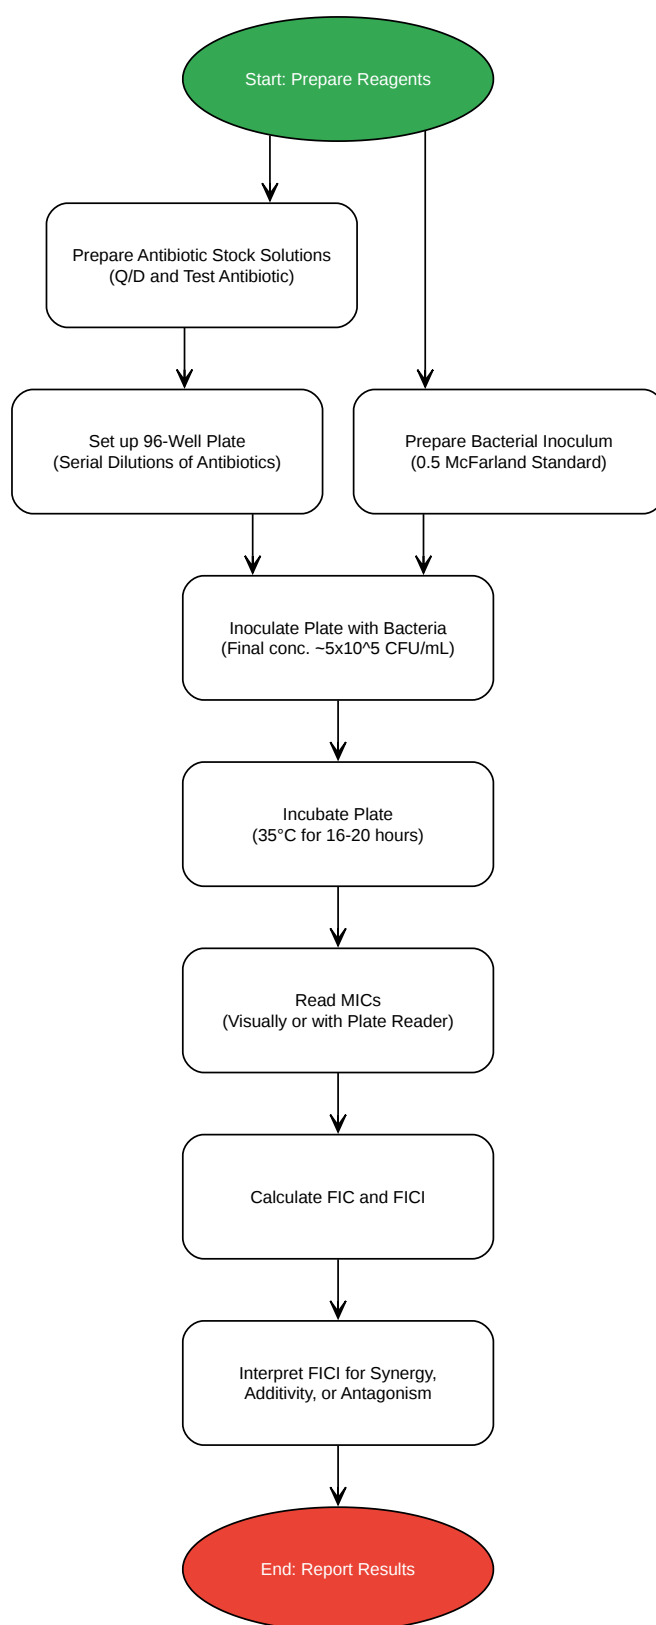 Start: Prepare Reagents
Prepare Antibiotic Stock Solutions
(Q/D and Test Antibiotic)
Set up 96-Well Plate
(Serial Dilutions of Antibiotics)
Prepare Bacterial Inoculum
(0.5 McFarland Standard)
Inoculate Plate with Bacteria
(Final conc. ~5x10^5 CFU/mL)
Incubate Plate
(35°C for 16-20 hours)
Read MICs
(Visually or with Plate Reader)
Calculate FIC and FICI
Interpret FICI for Synergy,
Additivity, or Antagonism
End: Report Results